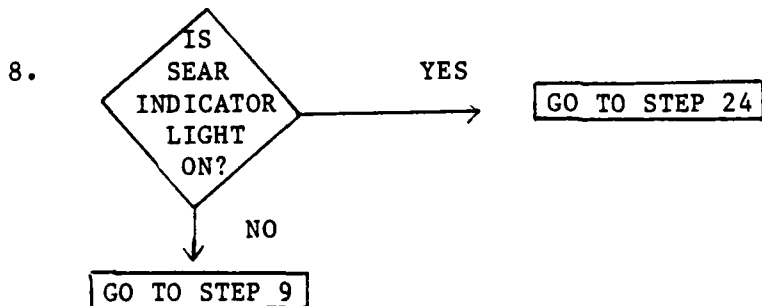 8.
IS
SEAR
INDICATOR
LIGHT
ON?
YES
GO TO STEP 24
NO
GO TO STEP 9